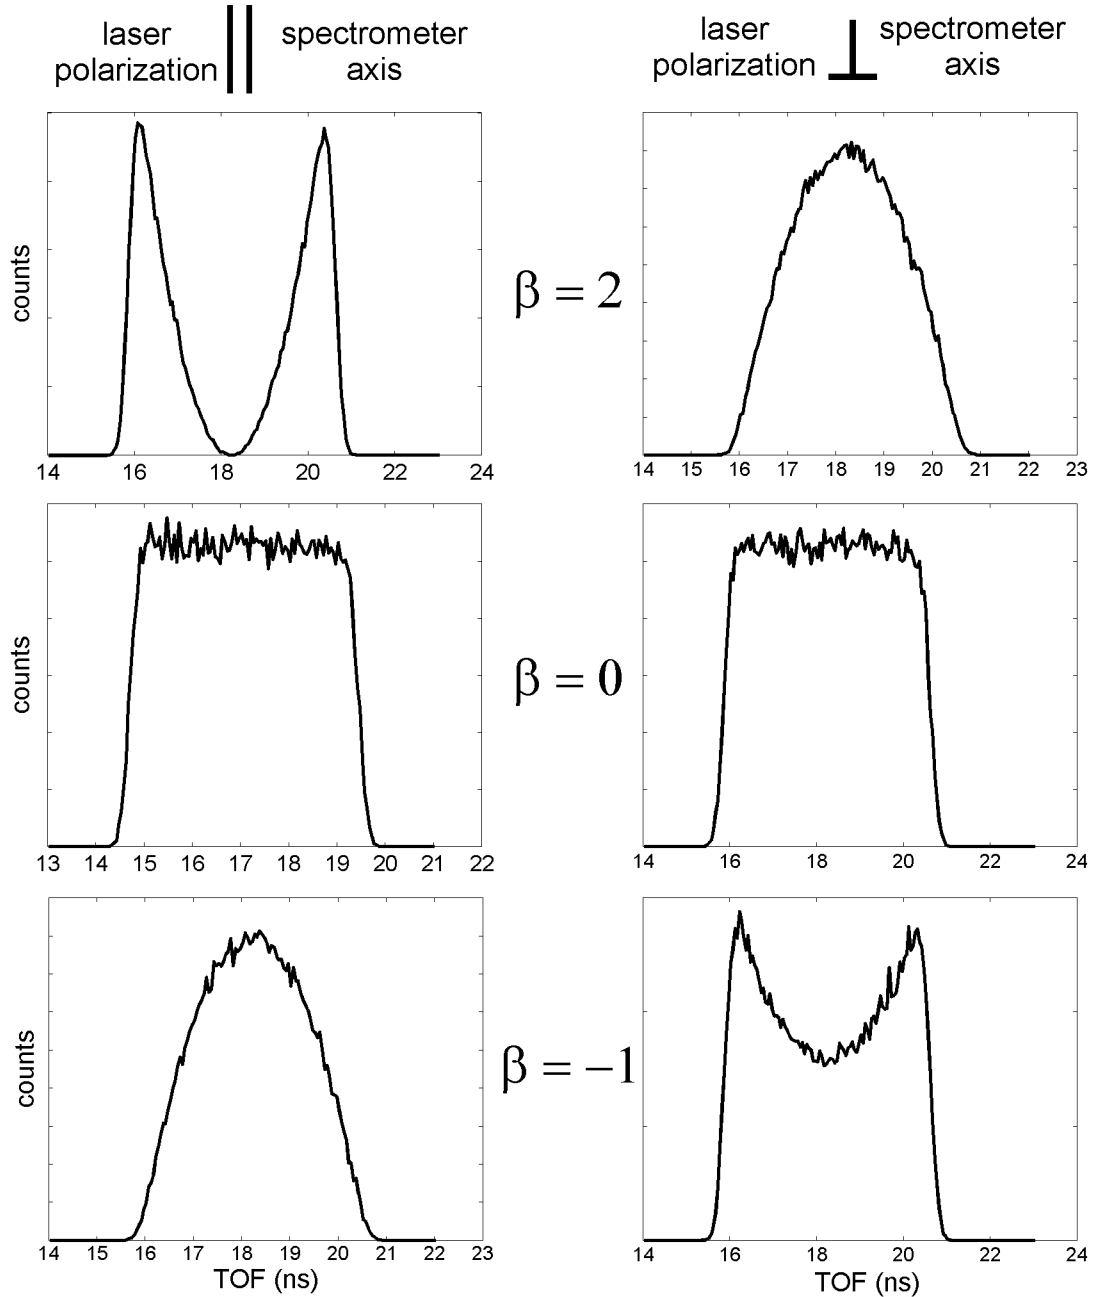 laser
polarization
spectrometer
axis
laser
polarization
spectrometer
axis
counts
14 16 18 20 22 24
β = 2
14 15 16 17 18 19 20 21 22 23
counts
13 14 15 16 17 18 19 20 21 22
β = 0
14 16 18 20 22 24
counts
14 15 16 17 18 19 20 21 22 23
TOF (ns)
β = −1
14 16 18 20 22 24
TOF (ns)